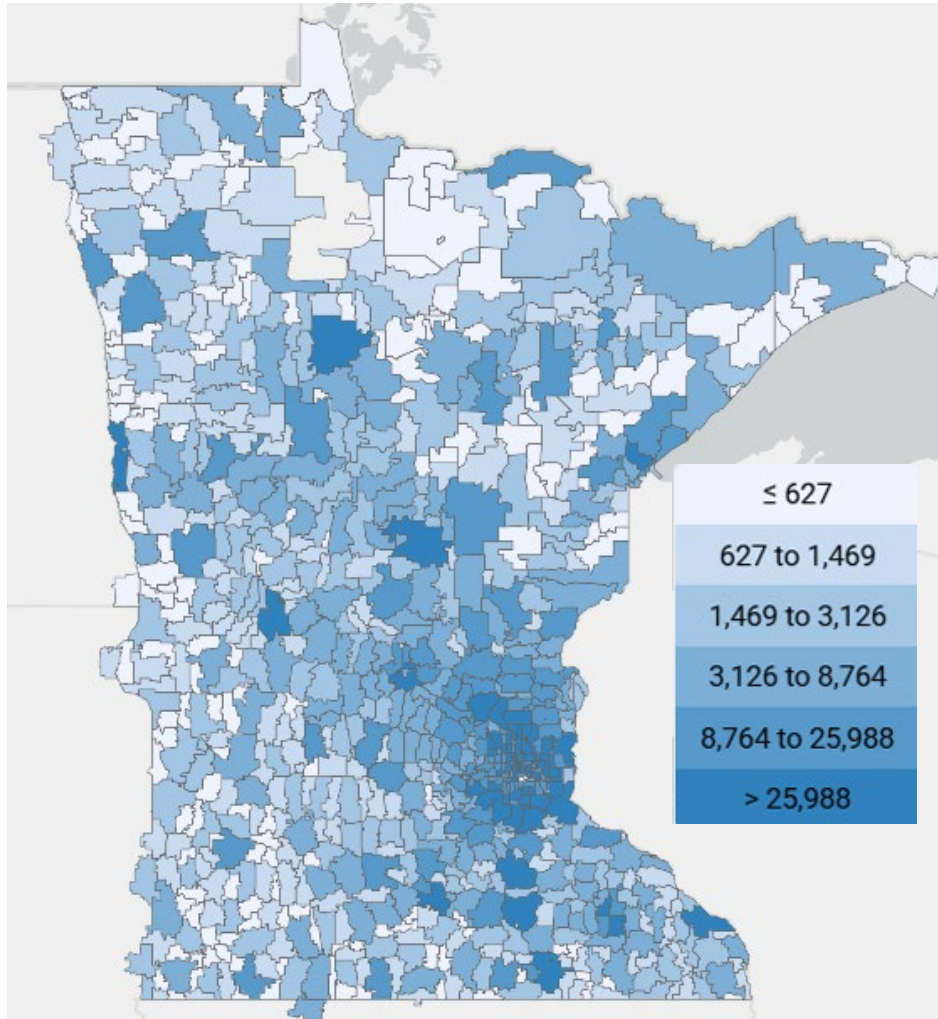 ≤ 627
627 to 1,469
1,469 to 3,126
3,126 to 8,764
8,764 to 25,988
> 25,988